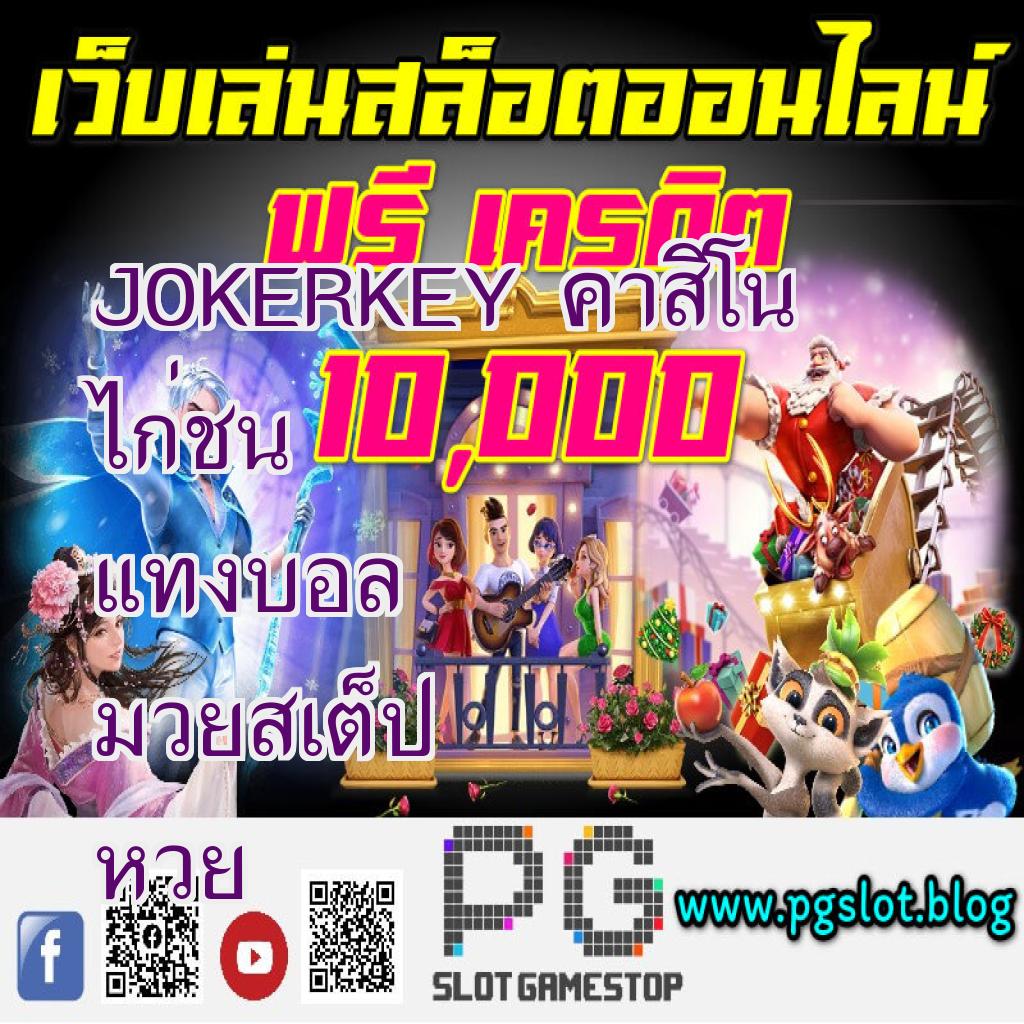 เว็บเล่นสล็อตออนไลน์
ฟรี เครดิต
JOKERKEY คาสิโน
10,000
ไก่ชน
แทงบอล
มวยสเต็ป
หวย
PG
www.pgslot.blog
SLOT GAMESTOP